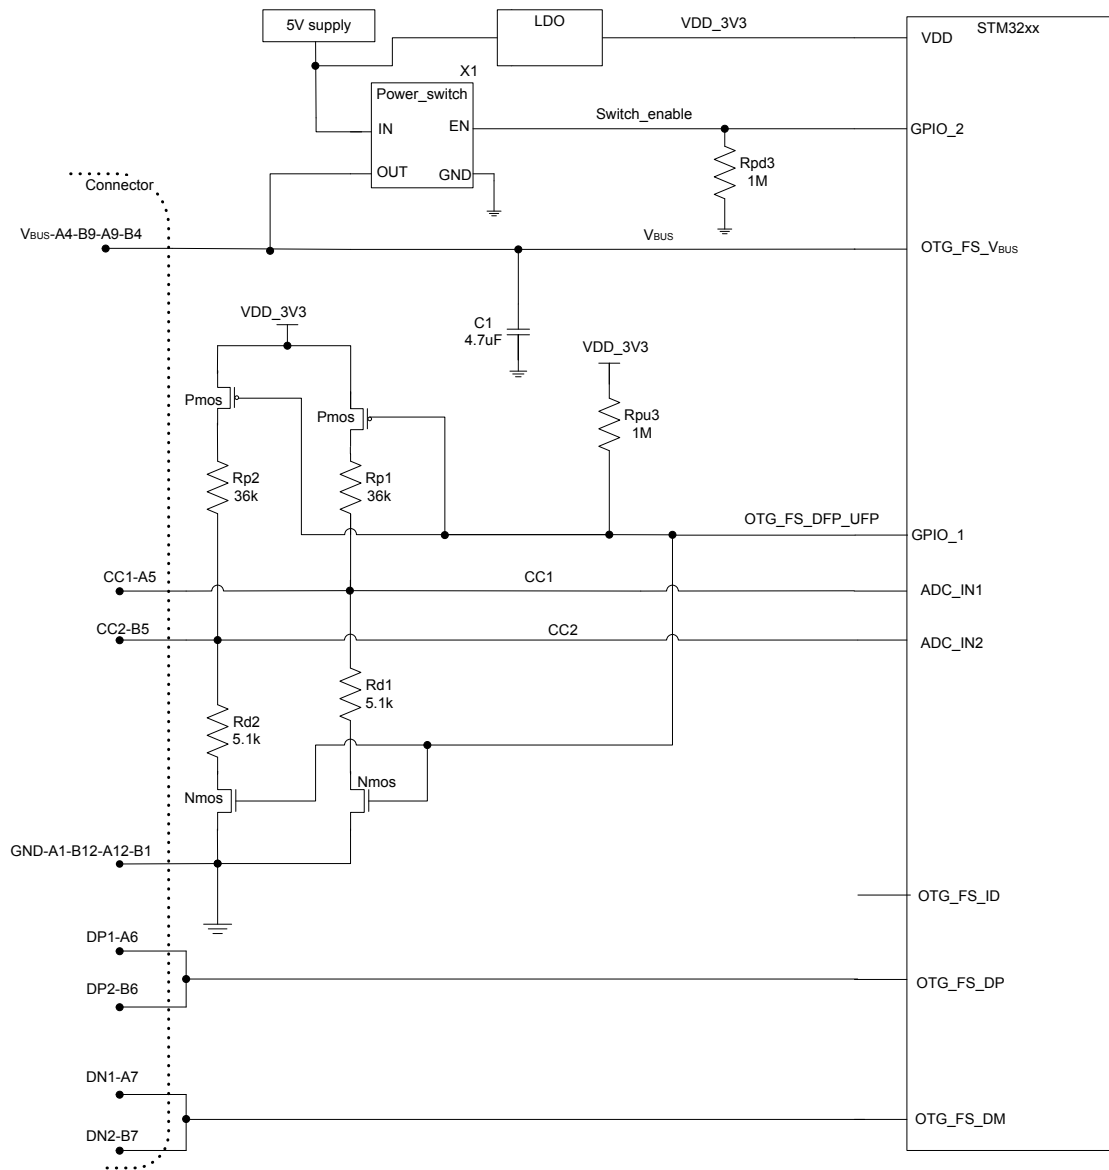 5V supply
LDO
VDD_3V3
STM32xx
VDD
X1
Power_switch
IN
EN
Switch_enable
GPIO_2
OUT
GND
Rpd3
1M
Connector
VBUS-A4-B9-A9-B4
VBUS
OTG_FS_VBUS
VDD_3V3
C1
4.7uF
VDD_3V3
Pmos
Pmos
Rpu3
1M
Rp2
36k
Rp1
36k
OTG_FS_DFP_UFP
GPIO_1
CC1-A5
CC1
ADC_IN1
CC2-B5
CC2
ADC_IN2
Rd1
5.1k
Rd2
5.1k
Nmos
Nmos
GND-A1-B12-A12-B1
OTG_FS_ID
DP1-A6
OTG_FS_DP
DP2-B6
DN1-A7
OTG_FS_DM
DN2-B7